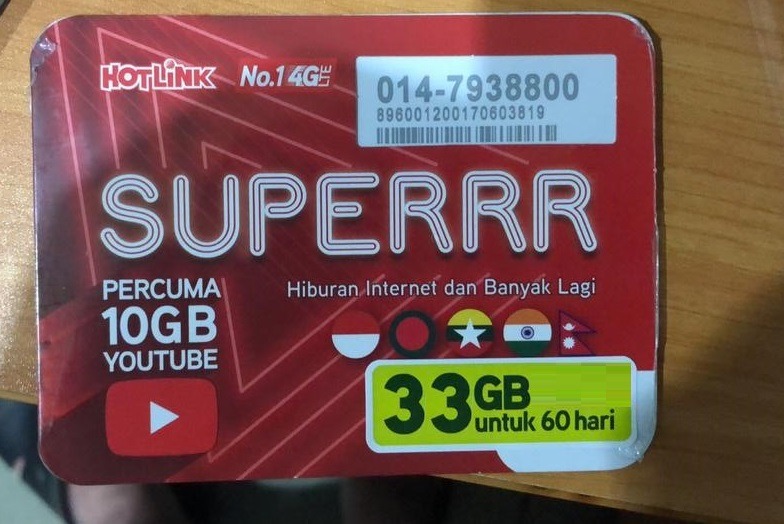 HOTLINK No.1 4G LTE
014-7938800
896001200170603819
SUPERRR
PERCUMA
10GB
YOUTUBE
Hiburan Internet dan Banyak Lagi
33GB
untuk 60 hari